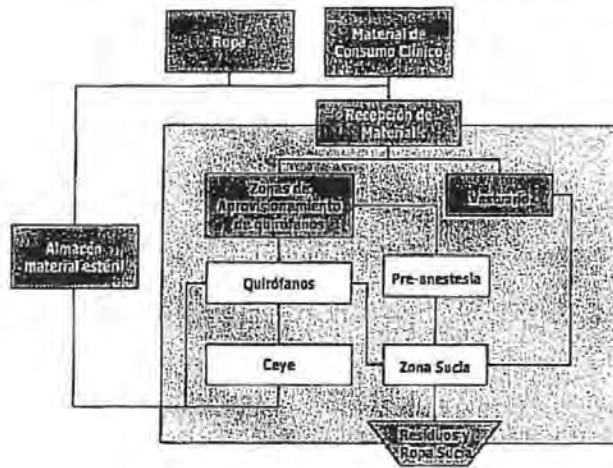 Ropa
Material de
Consumo Clínico
Recepción de
Material
Zonas de
Aprovisionamiento
de quirófanos
Vestuario
Almacén
material estéril
Quirófanos
Pre-anestesia
Ceye
Zona Sucia
Residuos y
Ropa Sucia